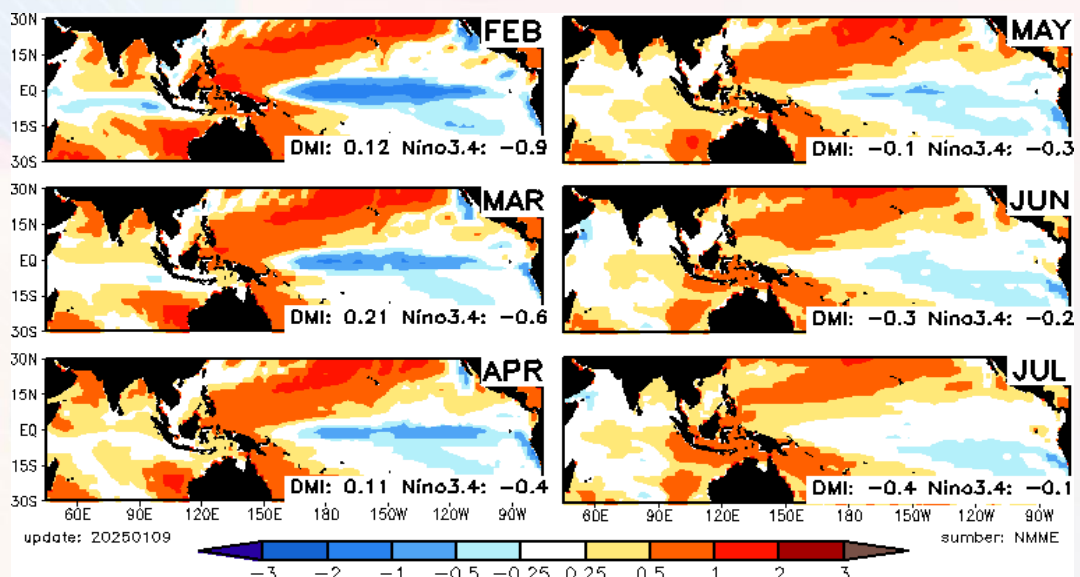 30N
15N
EQ
15S
30S
FEB
DMI: 0.12 Nino3.4: -0.9
MAY
DMI: -0.1 Nino3.4: -0.3
30N
15N
EQ
15S
30S
MAR
DMI: 0.21 Nino3.4: -0.6
JUN
DMI: -0.3 Nino3.4: -0.2
30N
15N
EQ
15S
30S
APR
DMI: 0.11 Nino3.4: -0.4
JUL
DMI: -0.4 Nino3.4: -0.1
60E 90E 120E 150E 180 150W 120W 90W
60E 90E 120E 150E 180 150W 120W 90W
update: 20250109
sumber: NMME
-3 -2 -1 -0.5 -0.25 0.25 0.5 1 2 3